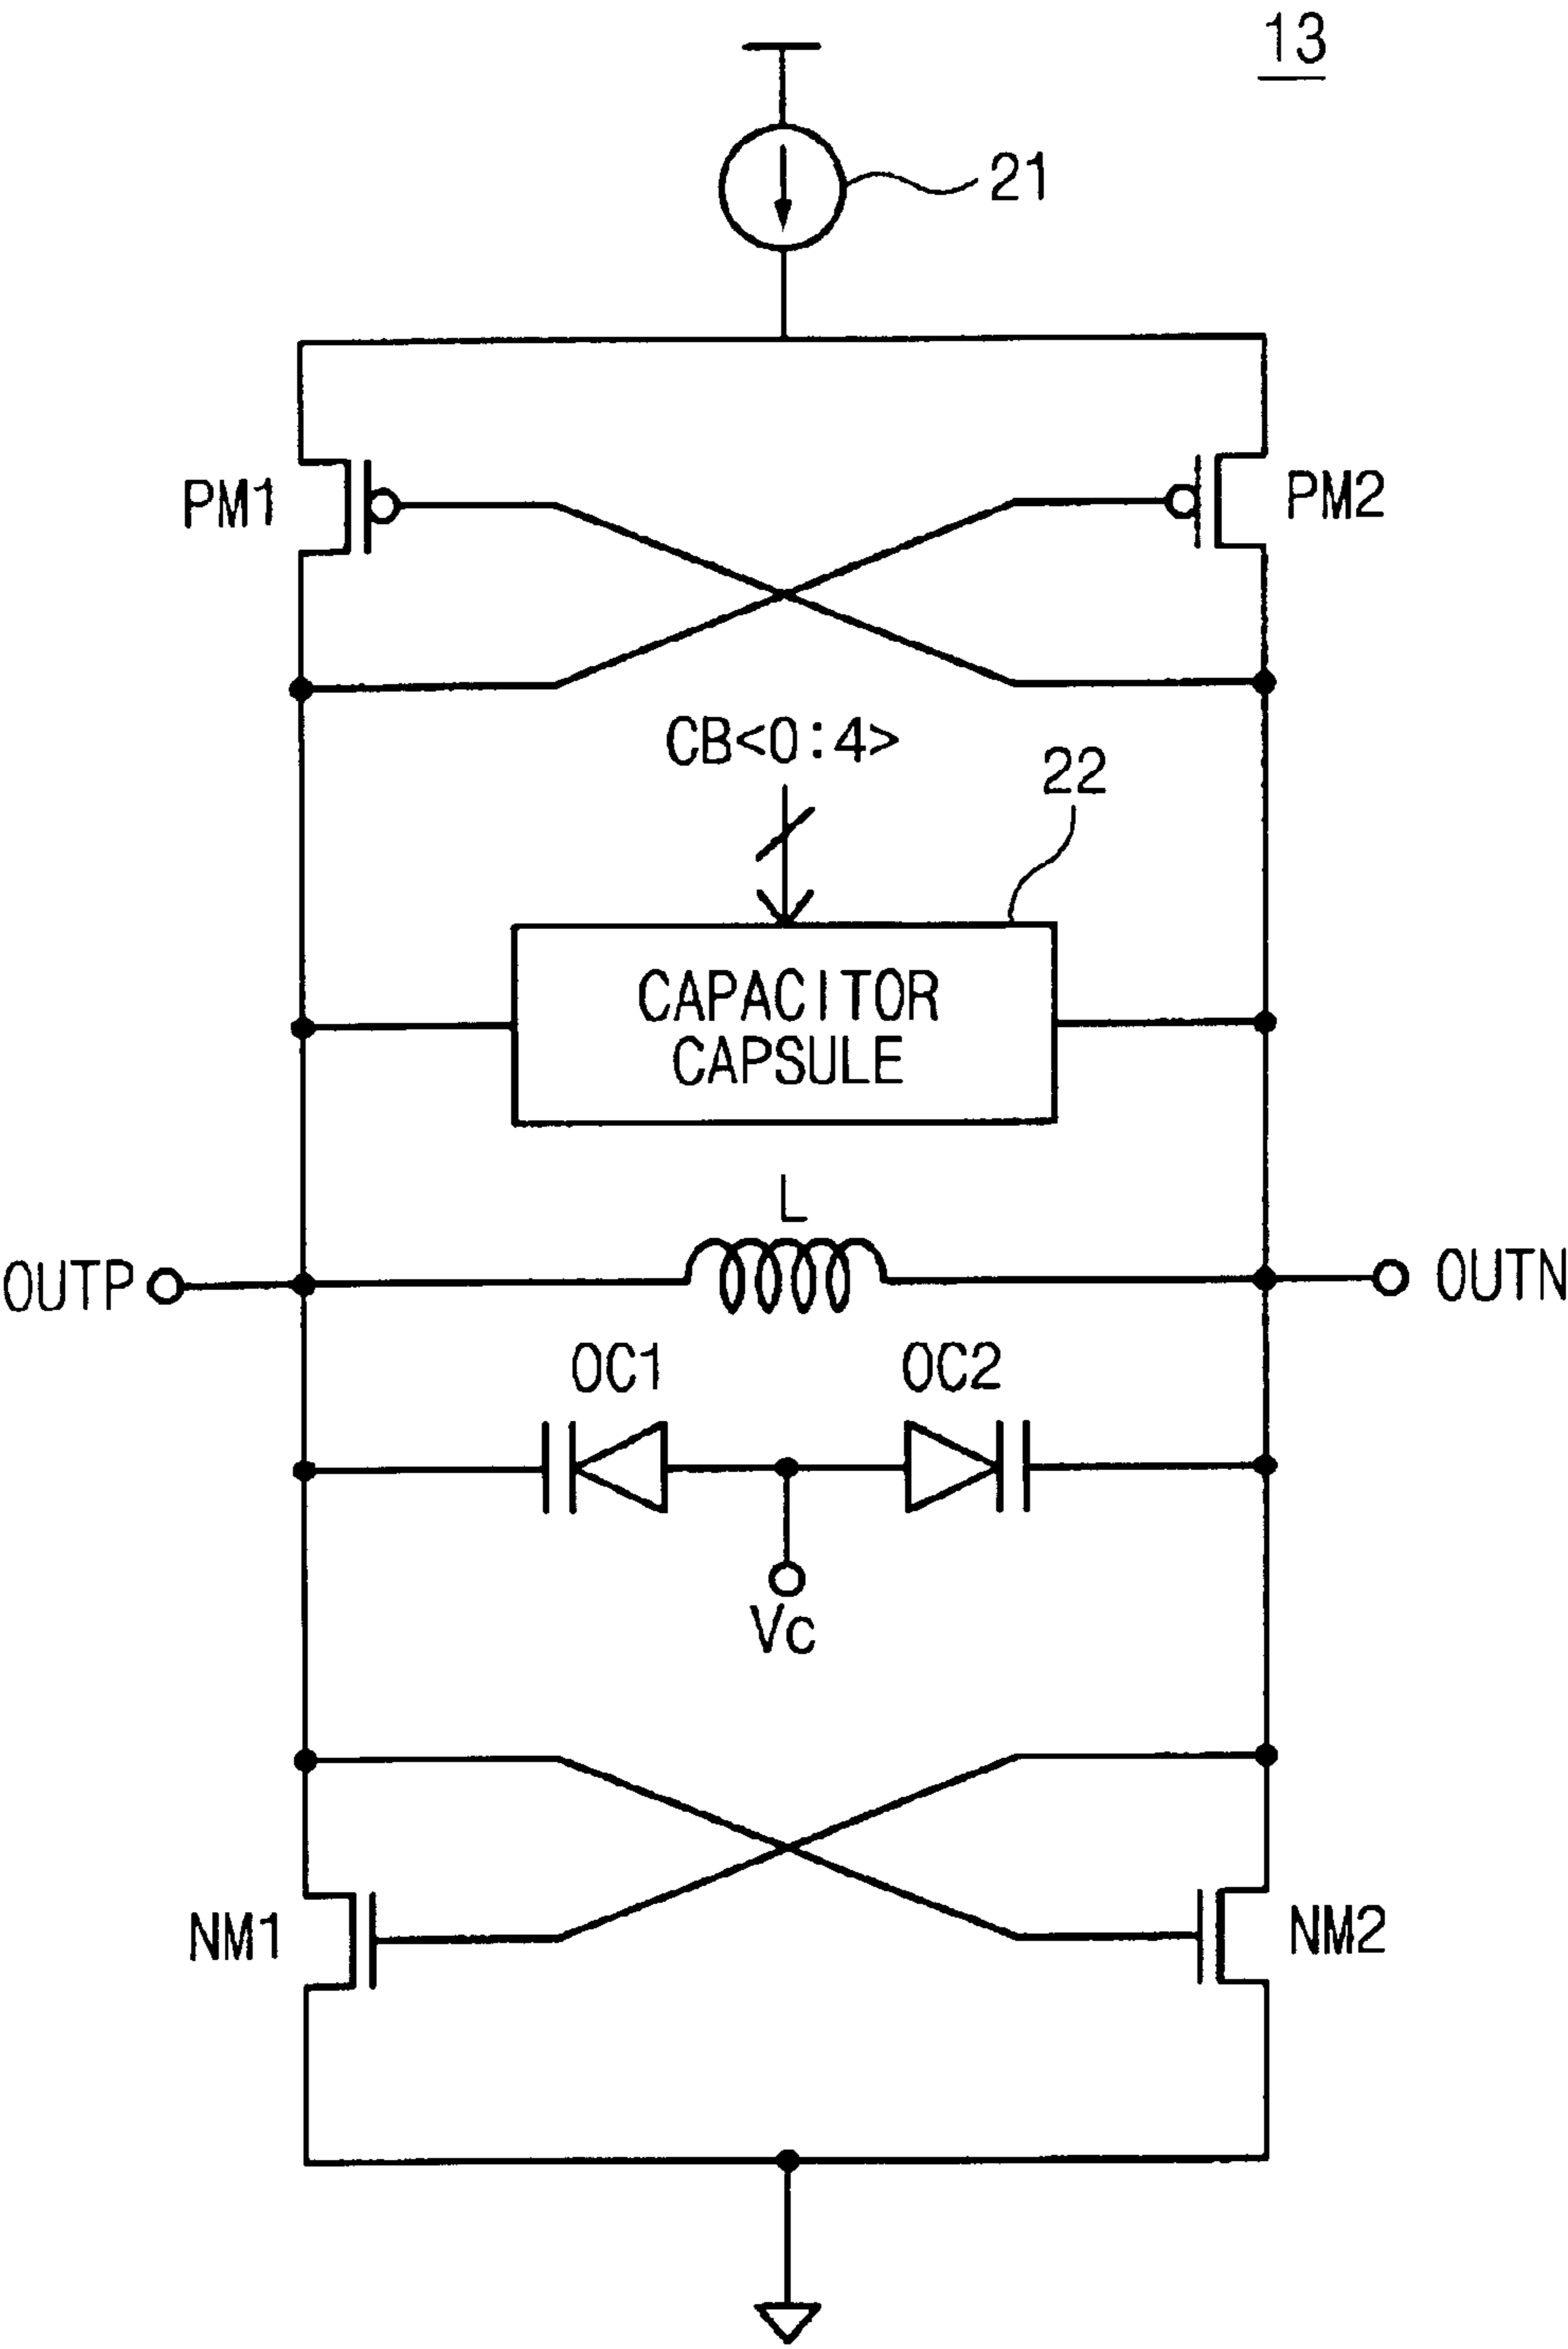 13
21
PM1
PM2
CB<0:4>
22
CAPACITOR
CAPSULE
L
OUTP
OUTN
OC1
OC2
Vc
NM1
NM2